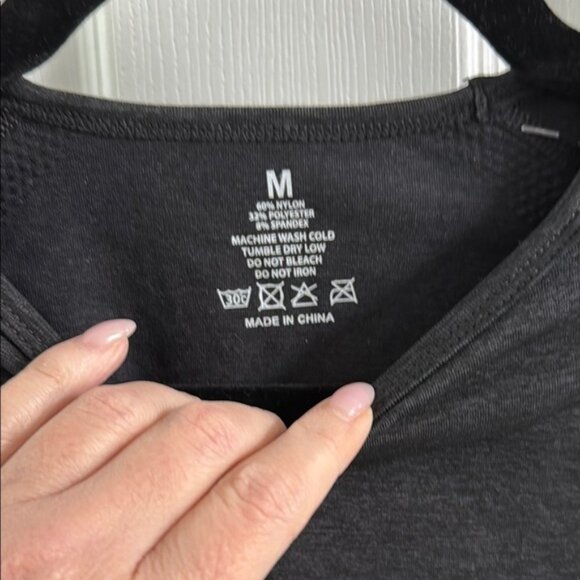 M
60% NYLON
32% POLYESTER
8% SPANDEX
MACHINE WASH COLD
TUMBLE DRY LOW
DO NOT BLEACH
DO NOT IRON
30C
MADE IN CHINA